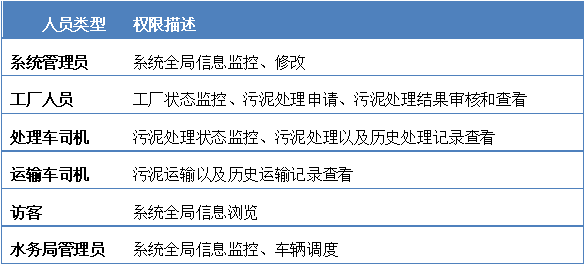 人员类型 权限描述
系统管理员 系统全局信息监控、修改
工厂人员 工厂状态监控、污泥处理申请、污泥处理结果审核和查看
处理车司机 污泥处理状态监控、污泥处理以及历史处理记录查看
运输车司机 污泥运输以及历史运输记录查看
访客 系统全局信息浏览
水务局管理员 系统全局信息监控、车辆调度